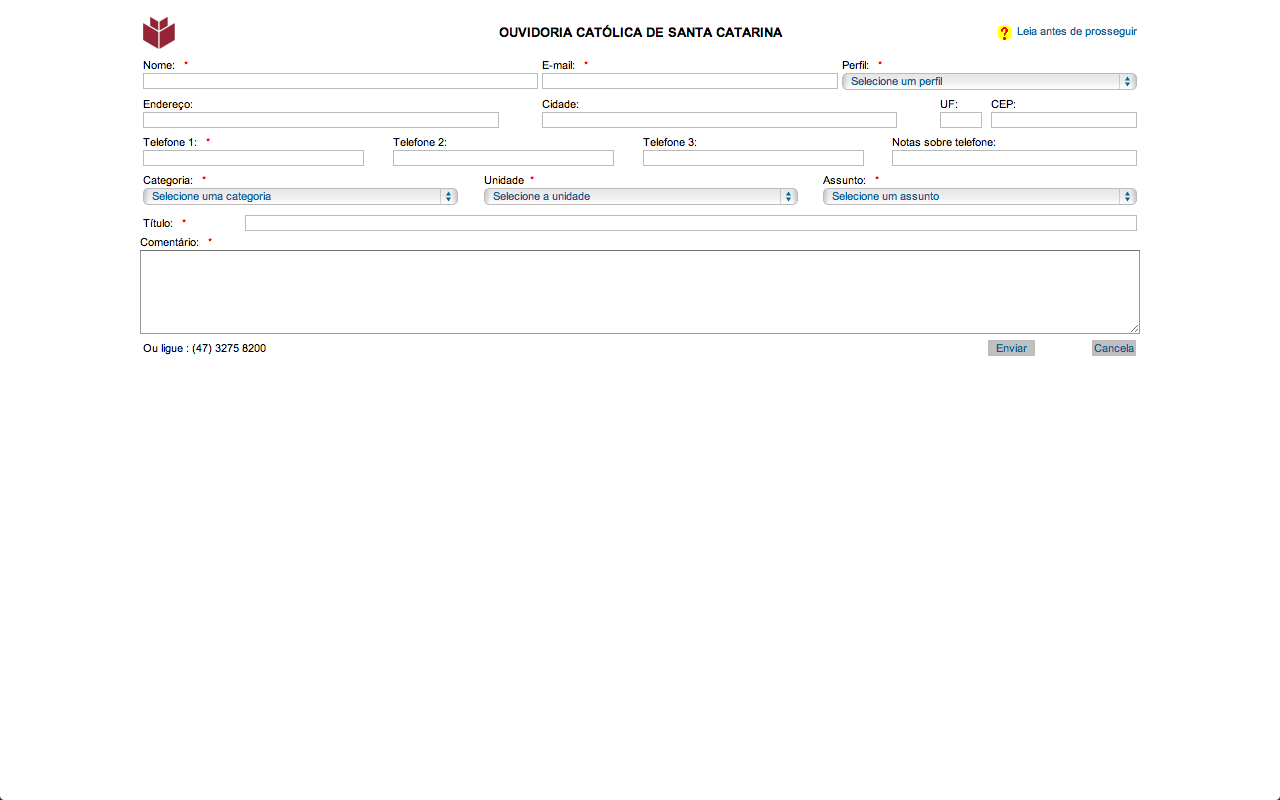 OUVIDORIA CATÓLICA DE SANTA CATARINA
? Leia antes de prosseguir
Nome: * E-mail: * Perfil: *
Selecione um perfil
Endereço: Cidade: UF: CEP:
Telefone 1: * Telefone 2: Telefone 3: Notas sobre telefone:
Categoria: * Unidade * Assunto: *
Selecione uma categoria Selecione a unidade Selecione um assunto
Título: *
Comentário: *
Ou ligue : (47) 3275 8200 Enviar Cancela